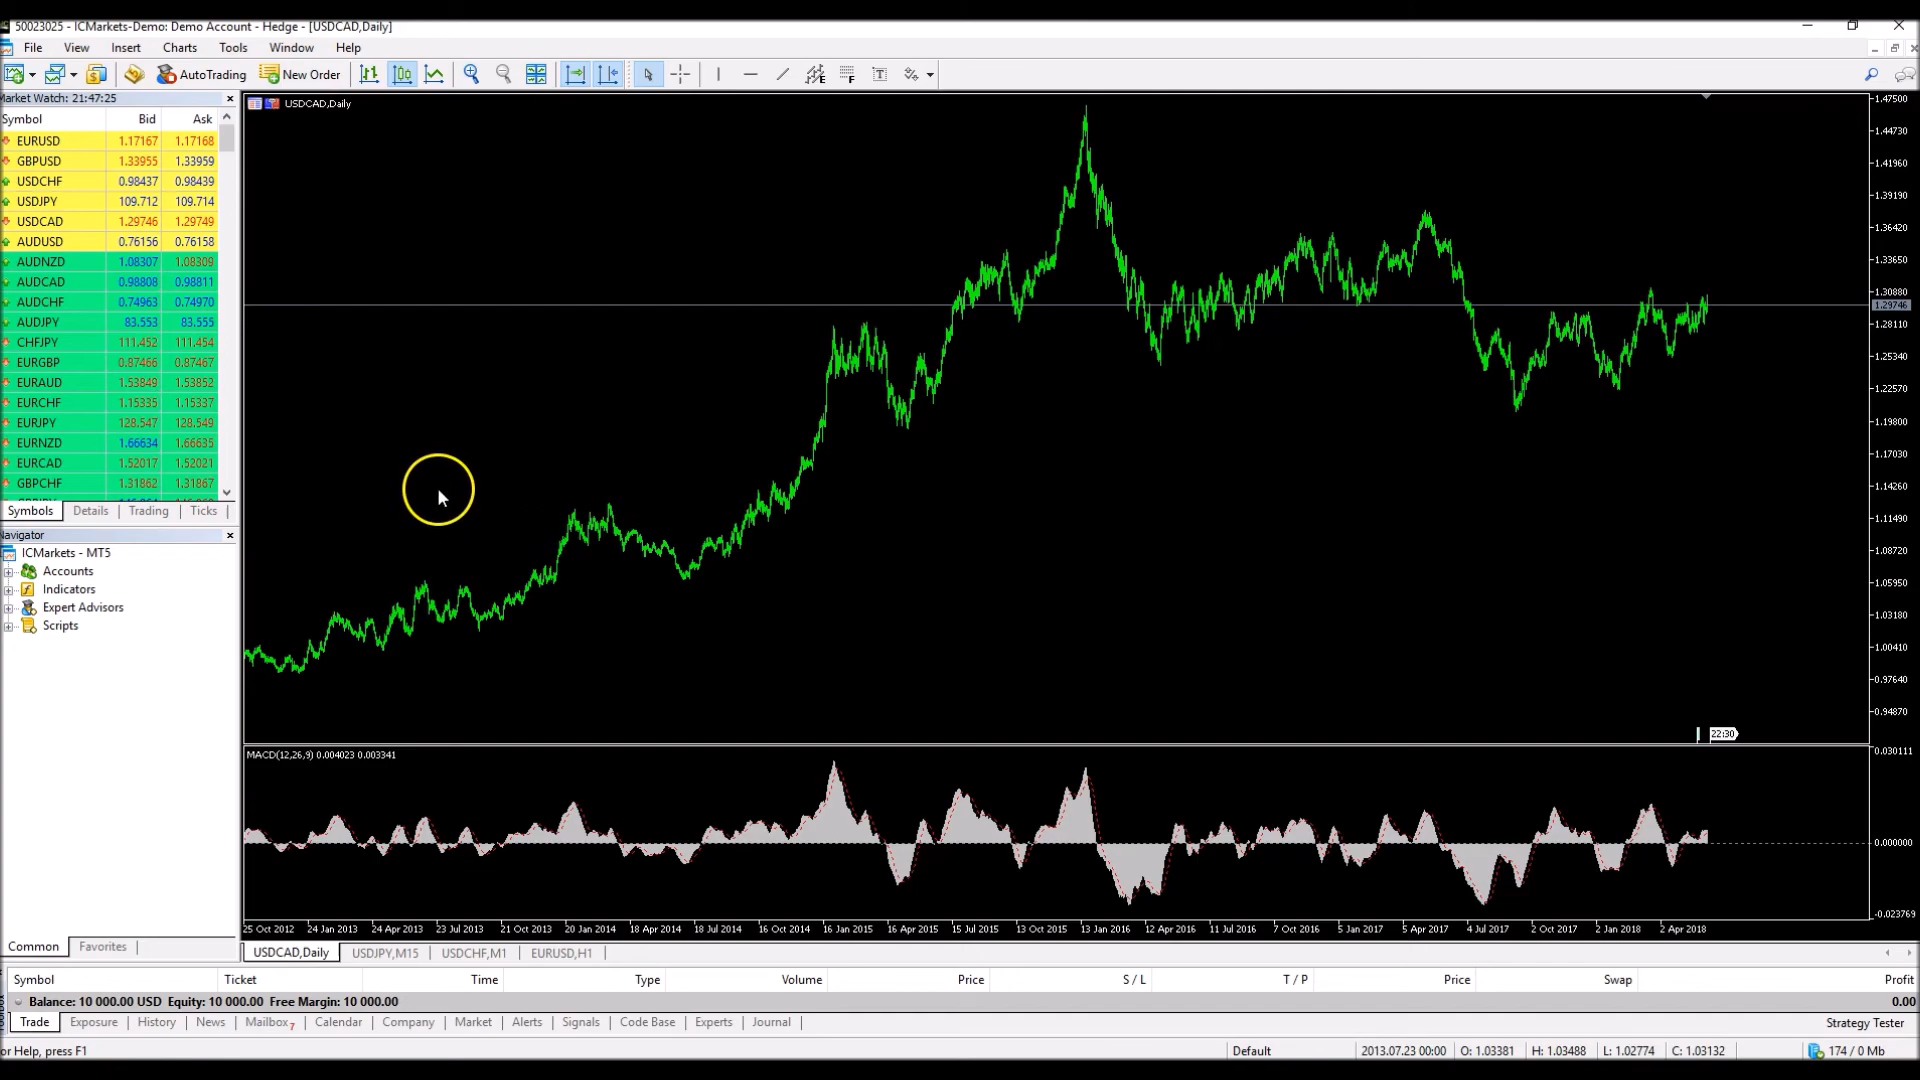 50023025 - ICMarkets-Demo: Demo Account - Hedge - [USDCAD,Daily]
File View Insert Charts Tools Window Help
AutoTrading New Order
Market Watch: 21:47:25
Symbol Bid Ask
EURUSD 1.17167 1.17168
GBPUSD 1.33955 1.33959
USDCHF 0.98437 0.98439
USDJPY 109.712 109.714
USDCAD 1.29746 1.29749
AUDUSD 0.76156 0.76158
AUDNZD 1.08307 1.08309
AUDCAD 0.98808 0.98811
AUDCHF 0.74963 0.74970
AUDJPY 83.553 83.555
CHFJPY 111.452 111.454
EURGBP 0.87466 0.87467
EURAUD 1.53849 1.53852
EURCHF 1.15335 1.15337
EURJPY 128.547 128.549
EURNZD 1.66634 1.66635
EURCAD 1.52017 1.52021
GBPCHF 1.31862 1.31867
Symbols Details Trading Ticks
Navigator
ICMarkets - MT5
Accounts
Indicators
Expert Advisors
Scripts
Common Favorites
USDCAD,Daily
1.47500
1.44730
1.41960
1.39190
1.36420
1.33650
1.30880
1.29746
1.28110
1.25340
1.22570
1.19800
1.17030
1.14260
1.11490
1.08720
1.05950
1.03180
1.00410
0.97640
0.94870
22:30
MACD(12,26,9) 0.004023 0.003341
0.030111
0.000000
-0.023769
25 Oct 2012 24 Jan 2013 24 Apr 2013 23 Jul 2013 21 Oct 2013 20 Jan 2014 18 Apr 2014 18 Jul 2014 16 Oct 2014 16 Jan 2015 16 Apr 2015 15 Jul 2015 13 Oct 2015 13 Jan 2016 12 Apr 2016 11 Jul 2016 7 Oct 2016 5 Jan 2017 5 Apr 2017 4 Jul 2017 2 Oct 2017 2 Jan 2018 2 Apr 2018
USDCAD,Daily USDJPY,M15 USDCHF,M1 EURUSD,H1
Symbol Ticket Time Type Volume Price S / L T / P Price Swap Profit
Balance: 10 000.00 USD Equity: 10 000.00 Free Margin: 10 000.00 0.00
Trade Exposure History News Mailbox 7 Calendar Company Market Alerts Signals Code Base Experts Journal Strategy Tester
or Help, press F1 Default 2013.07.23 00:00 O: 1.03381 H: 1.03488 L: 1.02774 C: 1.03132 174 / 0 Mb